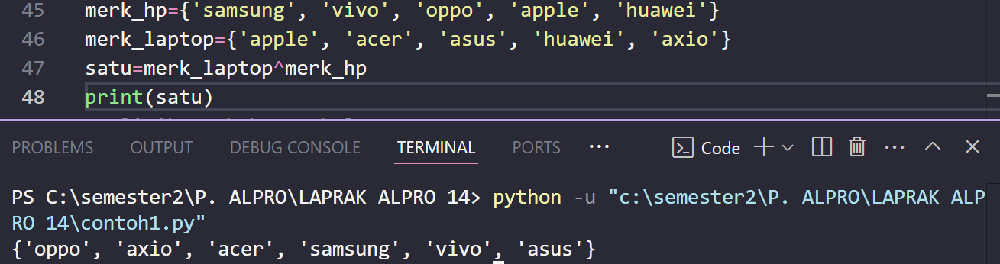 45 merk_hp={'samsung', 'vivo', 'oppo', 'apple', 'huawei'}
46 merk_laptop={'apple', 'acer', 'asus', 'huawei', 'axio'}
47 satu=merk_laptop^merk_hp
48 print(satu)
PROBLEMS OUTPUT DEBUG CONSOLE TERMINAL PORTS ··· Code ···
PS C:\semester2\P. ALPRO\LAPRAK ALPRO 14> python -u "c:\semester2\P. ALPRO\LAPRAK ALP
RO 14\contoh1.py"
{'oppo', 'axio', 'acer', 'samsung', 'vivo', 'asus'}